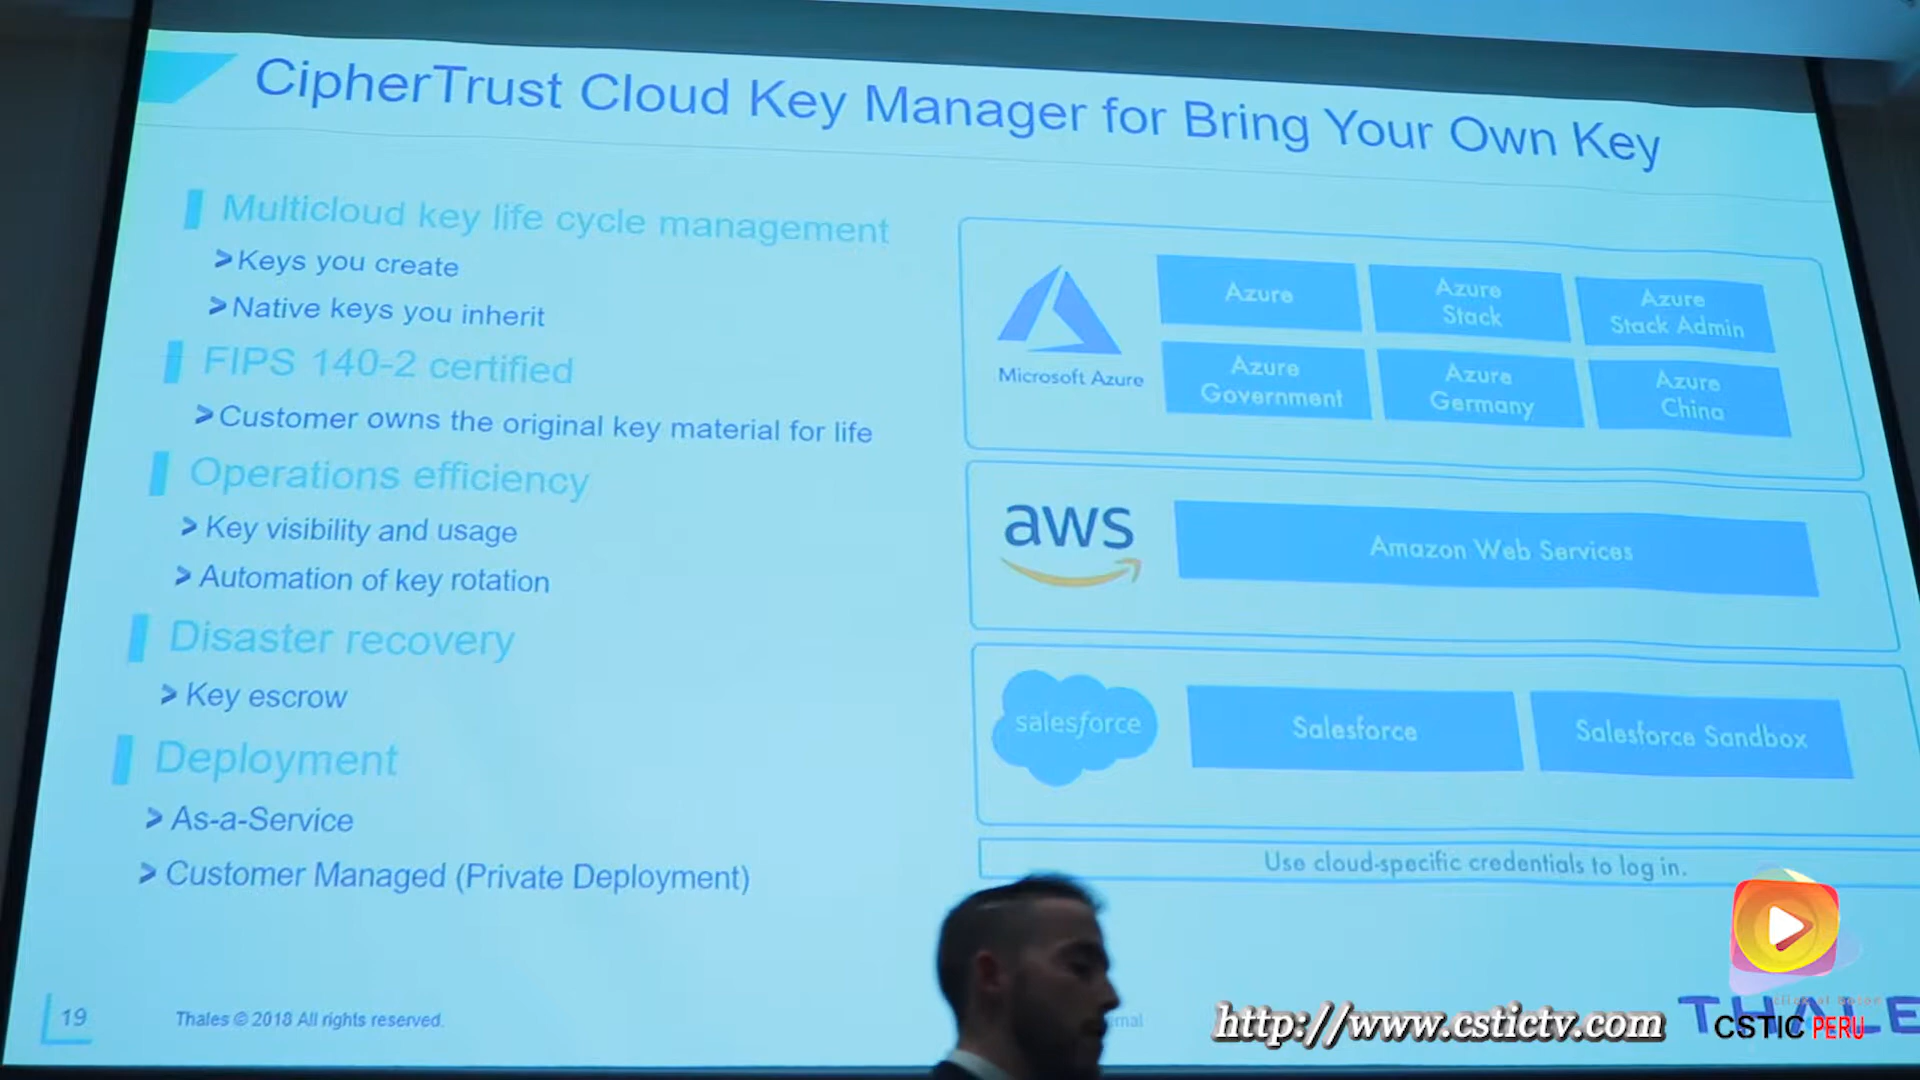 CipherTrust Cloud Key Manager for Bring Your Own Key
Multicloud key life cycle management
>Keys you create
>Native keys you inherit
FIPS 140-2 certified
>Customer owns the original key material for life
Operations efficiency
> Key visibility and usage
> Automation of key rotation
Disaster recovery
> Key escrow
Deployment
> As-a-Service
> Customer Managed (Private Deployment)
Microsoft Azure
Azure
Azure
Stack
Azure
Stack Admin
Azure
Government
Azure
Germany
Azure
China
aws
Amazon Web Services
salesforce
Salesforce
Salesforce Sandbox
Use cloud-specific credentials to log in.
19
Thales © 2018 All rights reserved.
http://www.cstictv.com
THALE
CSTIC PERU